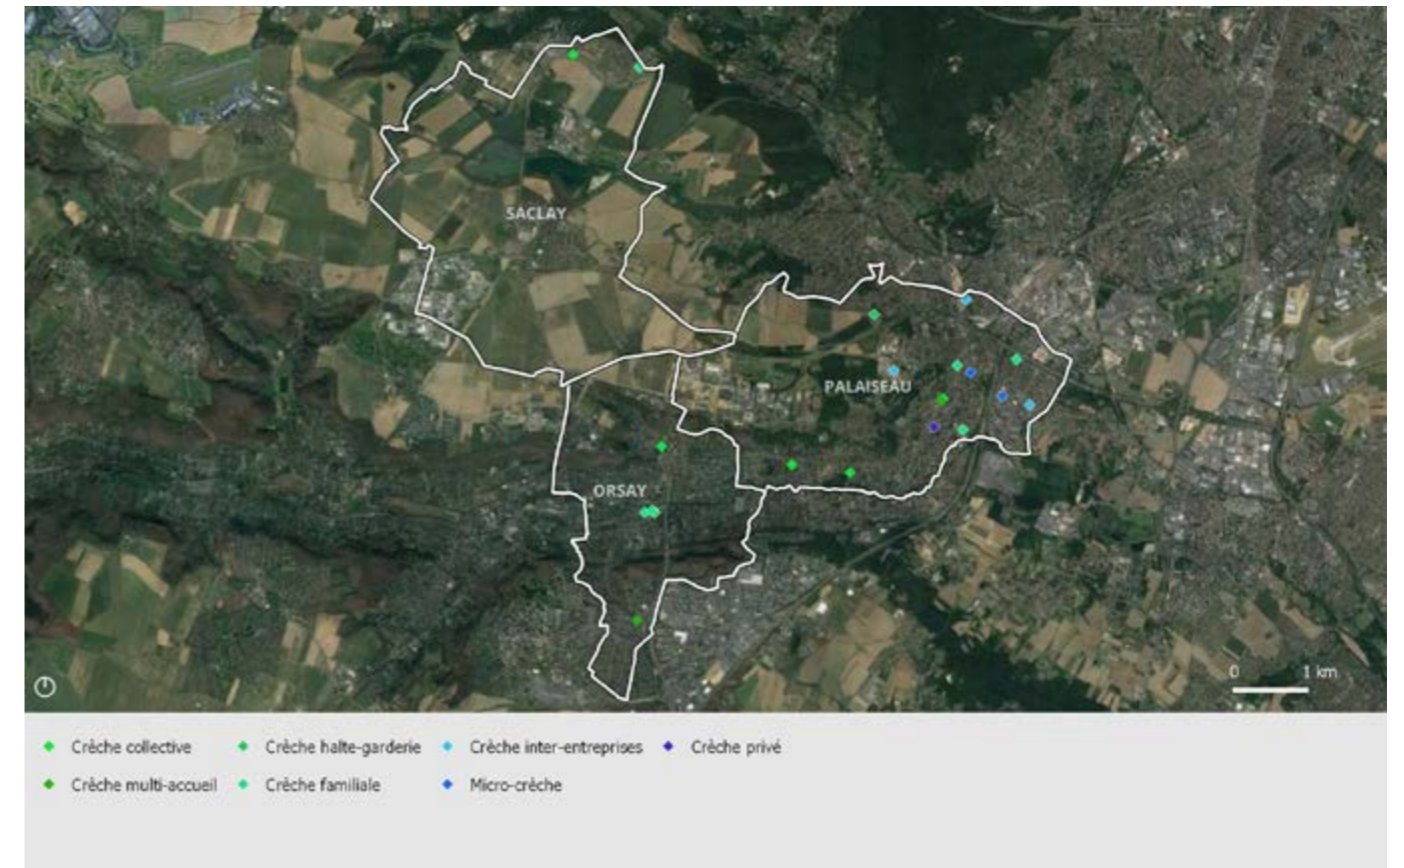 SACLAY
PALAISEAU
ORSAY
0 1 km
Crèche collective Crèche halte-garderie Crèche inter-entreprises Crèche privé
Crèche multi-accueil Crèche familiale Micro-crèche